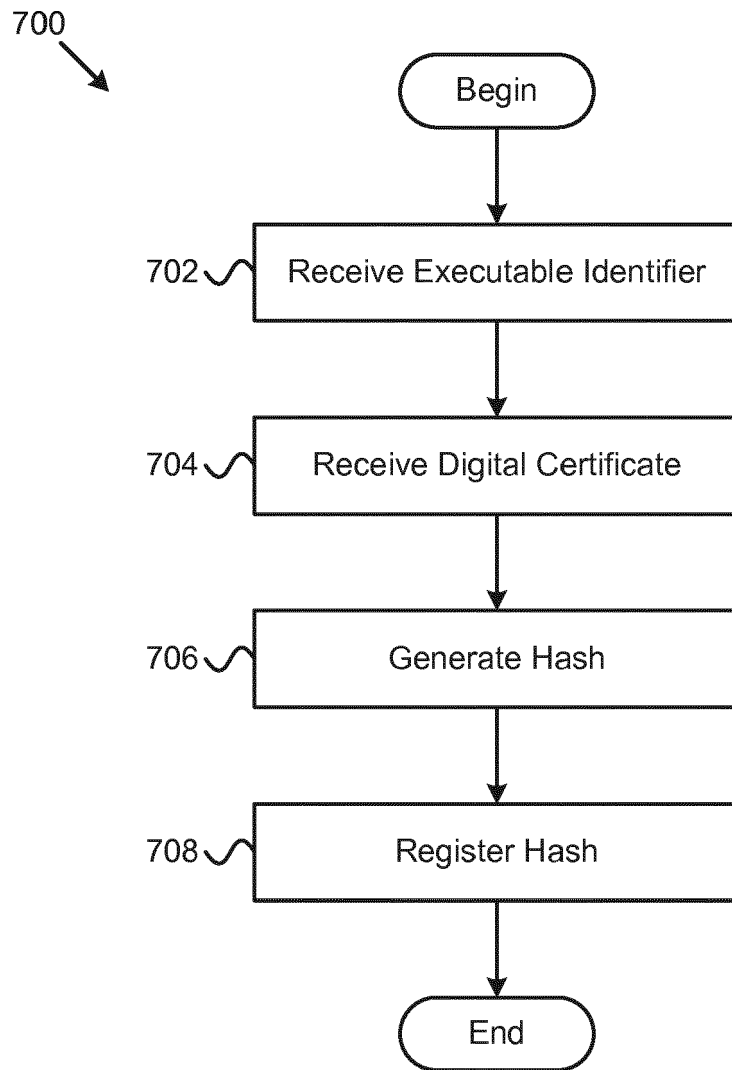 700
Begin
702
Receive Executable Identifier
704
Receive Digital Certificate
706
Generate Hash
708
Register Hash
End